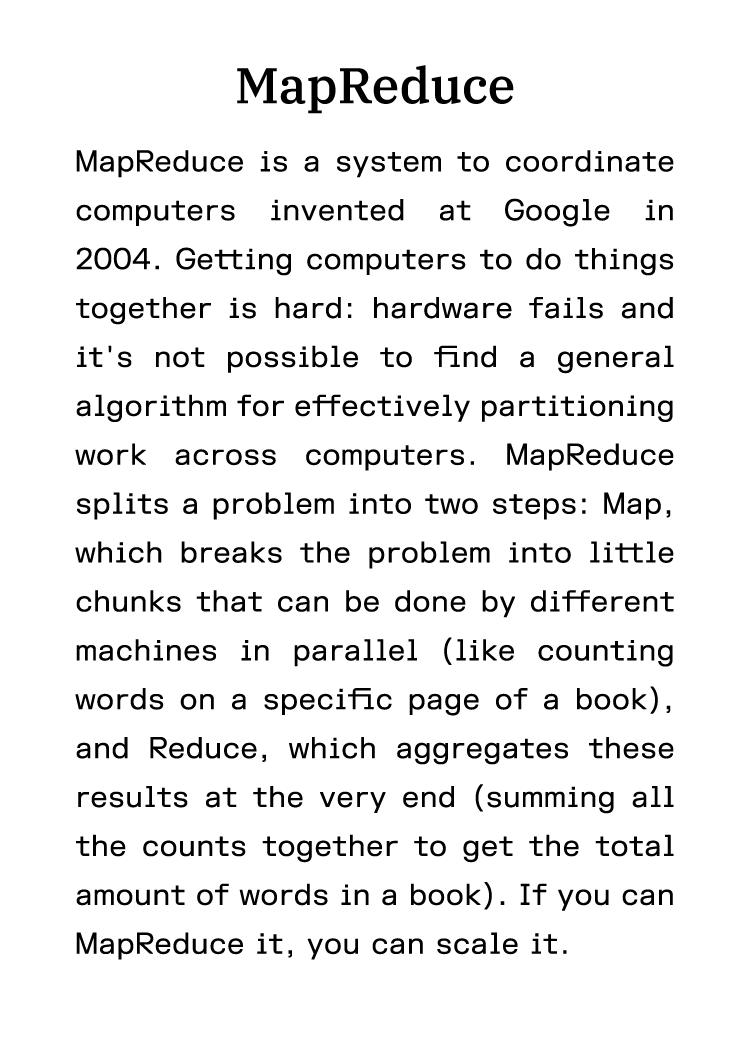 MapReduce
MapReduce is a system to coordinate
computers invented at Google in
2004. Getting computers to do things
together is hard: hardware fails and
it's not possible to find a general
algorithm for effectively partitioning
work across computers. MapReduce
splits a problem into two steps: Map,
which breaks the problem into little
chunks that can be done by different
machines in parallel (like counting
words on a specific page of a book),
and Reduce, which aggregates these
results at the very end (summing all
the counts together to get the total
amount of words in a book). If you can
MapReduce it, you can scale it.